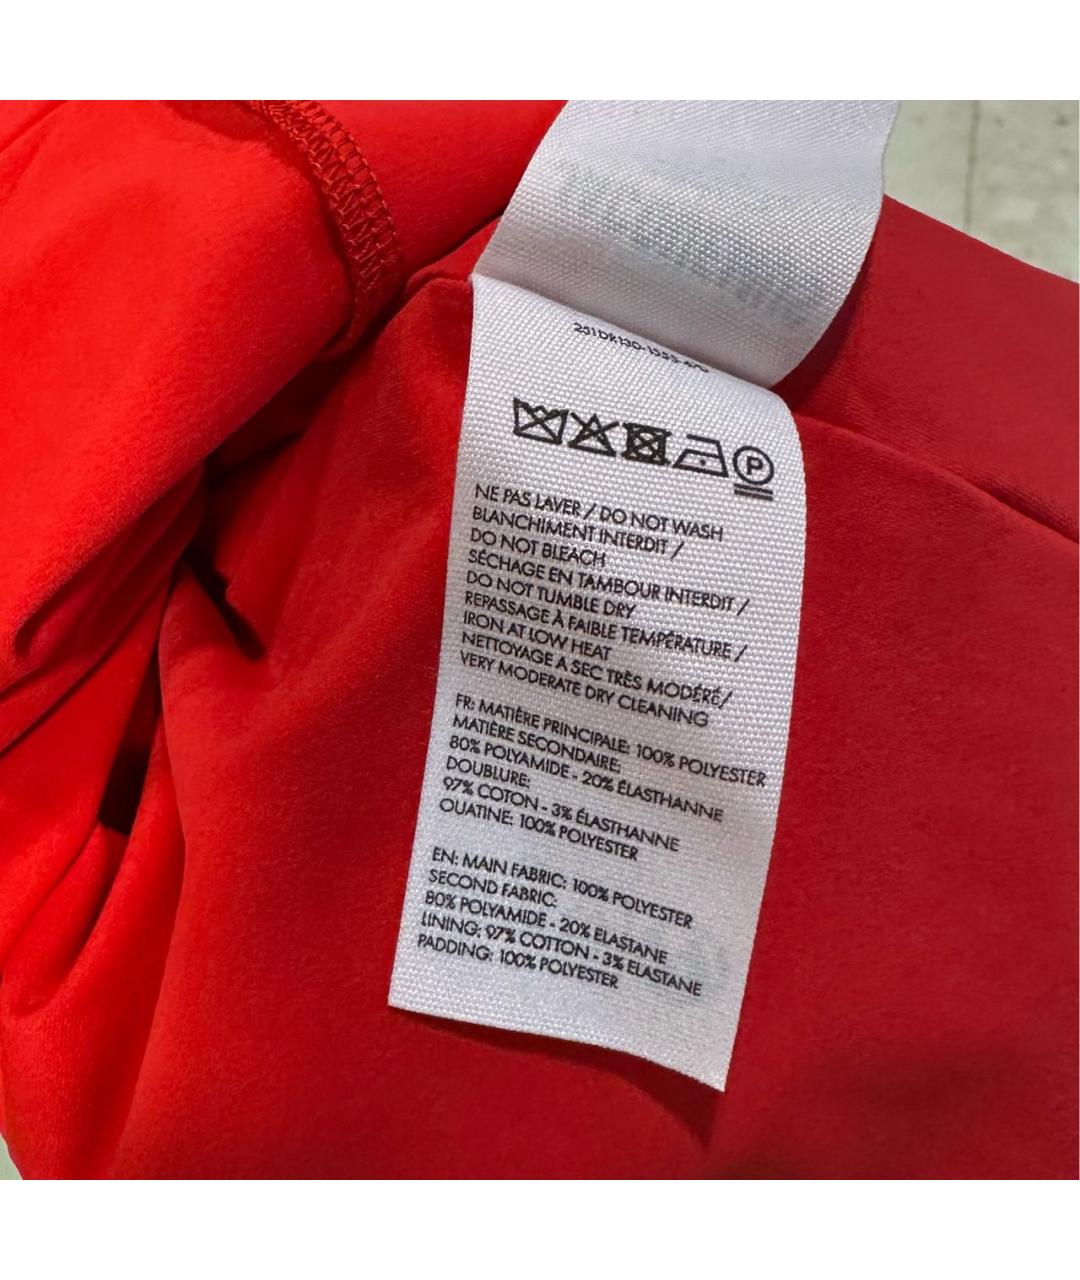 P
NE PAS LAVER / DO NOT WASH
BLANCHIMENT INTERDIT /
DO NOT BLEACH
SÉCHAGE EN TAMBOUR INTERDIT /
DO NOT TUMBLE DRY
REPASSAGE À FAIBLE TEMPÉRATURE /
IRON AT LOW HEAT
NETTOYAGE A SEC TRÈS MODÉRÉ/
VERY MODERATE DRY CLEANING
FR: MATIÈRE PRINCIPALE: 100% POLYESTER
MATIÈRE SECONDAIRE:
80% POLYAMIDE - 20% ÉLASTHANNE
DOUBLURE:
97% COTON - 3% ÉLASTHANNE
OUATINE: 100% POLYESTER
EN: MAIN FABRIC: 100% POLYESTER
SECOND FABRIC:
80% POLYAMIDE - 20% ELASTANE
LINING: 97% COTTON - 3% ELASTANE
PADDING: 100% POLYESTER